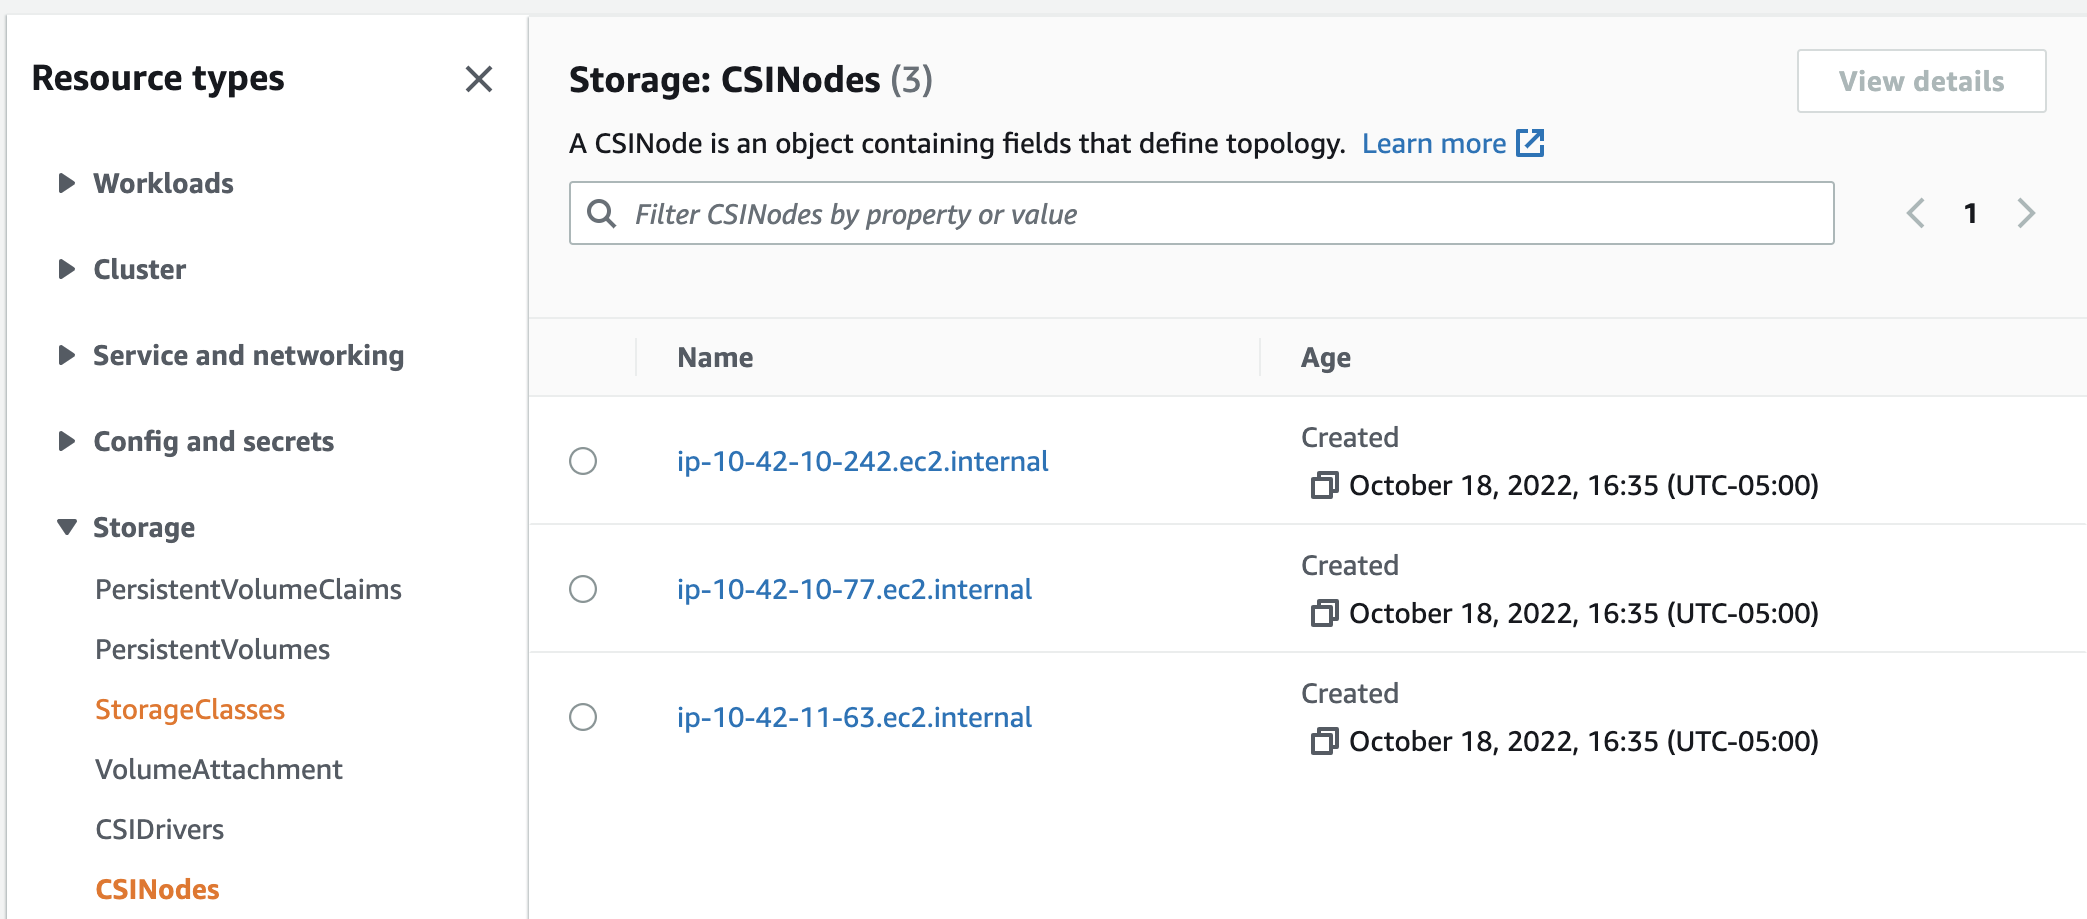 Resource types
Workloads
Cluster
Service and networking
Config and secrets
Storage
PersistentVolumeClaims
PersistentVolumes
StorageClasses
VolumeAttachment
CSIDrivers
CSINodes
Storage: CSINodes (3)
View details
A CSINode is an object containing fields that define topology. Learn more
Filter CSINodes by property or value
1
Name Age
ip-10-42-10-242.ec2.internal
Created
October 18, 2022, 16:35 (UTC-05:00)
ip-10-42-10-77.ec2.internal
Created
October 18, 2022, 16:35 (UTC-05:00)
ip-10-42-11-63.ec2.internal
Created
October 18, 2022, 16:35 (UTC-05:00)